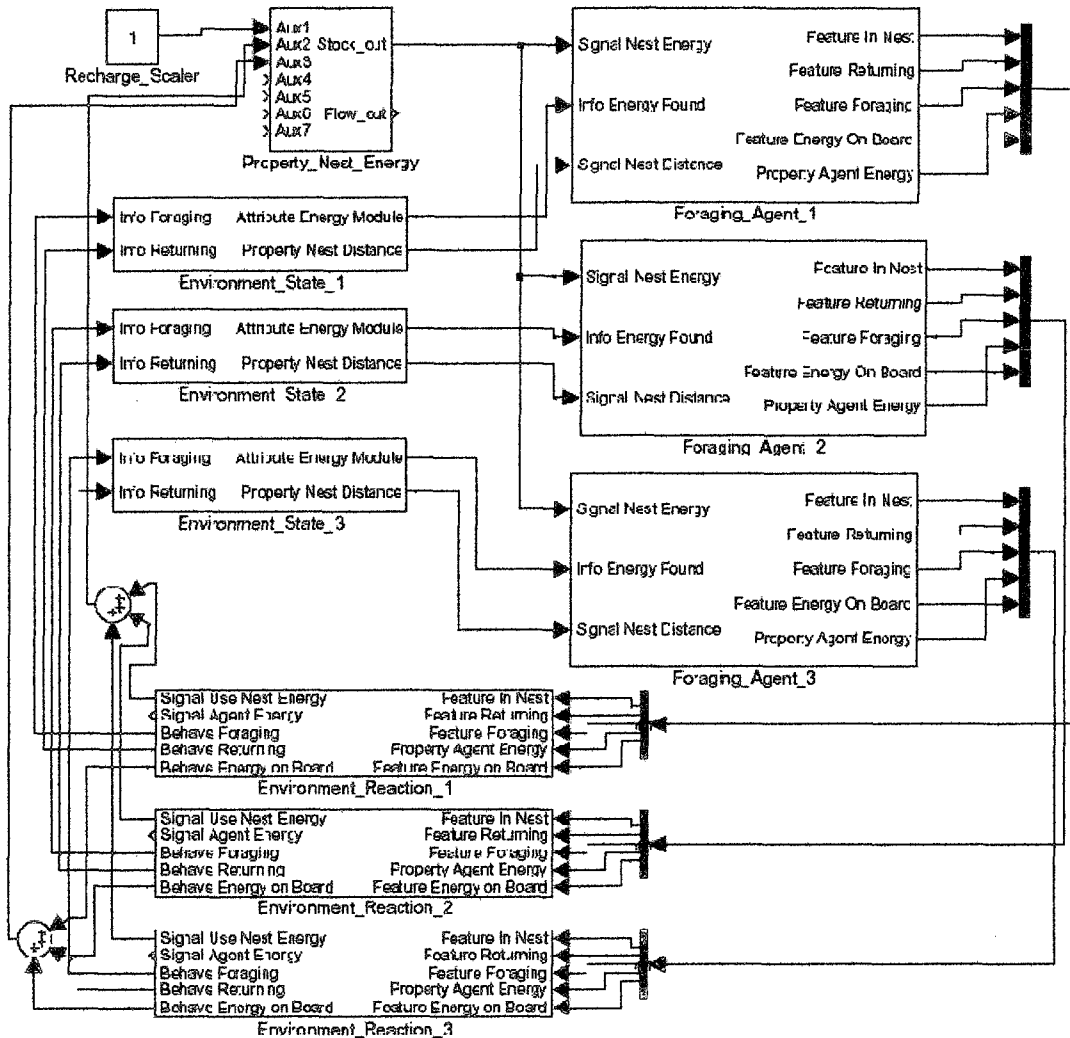 1
Recharge_Scaler
Aux1
Aux2 Stock_out
Aux3
Aux4
Aux5
Aux6 Flow_out
Aux7
Property_Nest_Energy
Signal Nest Energy
Info Energy Found
Signal Nest Distance
Feature In Nest
Feature Returning
Feature Foraging
Feature Energy On Board
Property Agent Energy
Foraging_Agent_1
Info Foraging Attribute Energy Module
Info Returning Property Nest Distance
Environment_State_1
Signal Nest Energy
Info Energy Found
Signal Nest Distance
Feature In Nest
Feature Returning
Feature Foraging
Feature Energy On Board
Property Agent Energy
Foraging_Agent_2
Info Foraging Attribute Energy Module
Info Returning Property Nest Distance
Environment_State_2
Info Foraging Attribute Energy Module
Info Returning Property Nest Distance
Environment_State_3
Signal Nest Energy
Info Energy Found
Signal Nest Distance
Feature In Nest
Feature Returning
Feature Foraging
Feature Energy On Board
Property Agent Energy
Foraging_Agent_3
Signal Use Nest Energy Feature In Nest
Signal Agent Energy Feature Returning
Behave Foraging Feature Foraging
Behave Returning Property Agent Energy
Behave Energy on Board Feature Energy on Board
Environment_Reaction_1
Signal Use Nest Energy Feature In Nest
Signal Agent Energy Feature Returning
Behave Foraging Feature Foraging
Behave Returning Property Agent Energy
Behave Energy on Board Feature Energy on Board
Environment_Reaction_2
Signal Use Nest Energy Feature In Nest
Signal Agent Energy Feature Returning
Behave Foraging Feature Foraging
Behave Returning Property Agent Energy
Behave Energy on Board Feature Energy on Board
Environment_Reaction_3